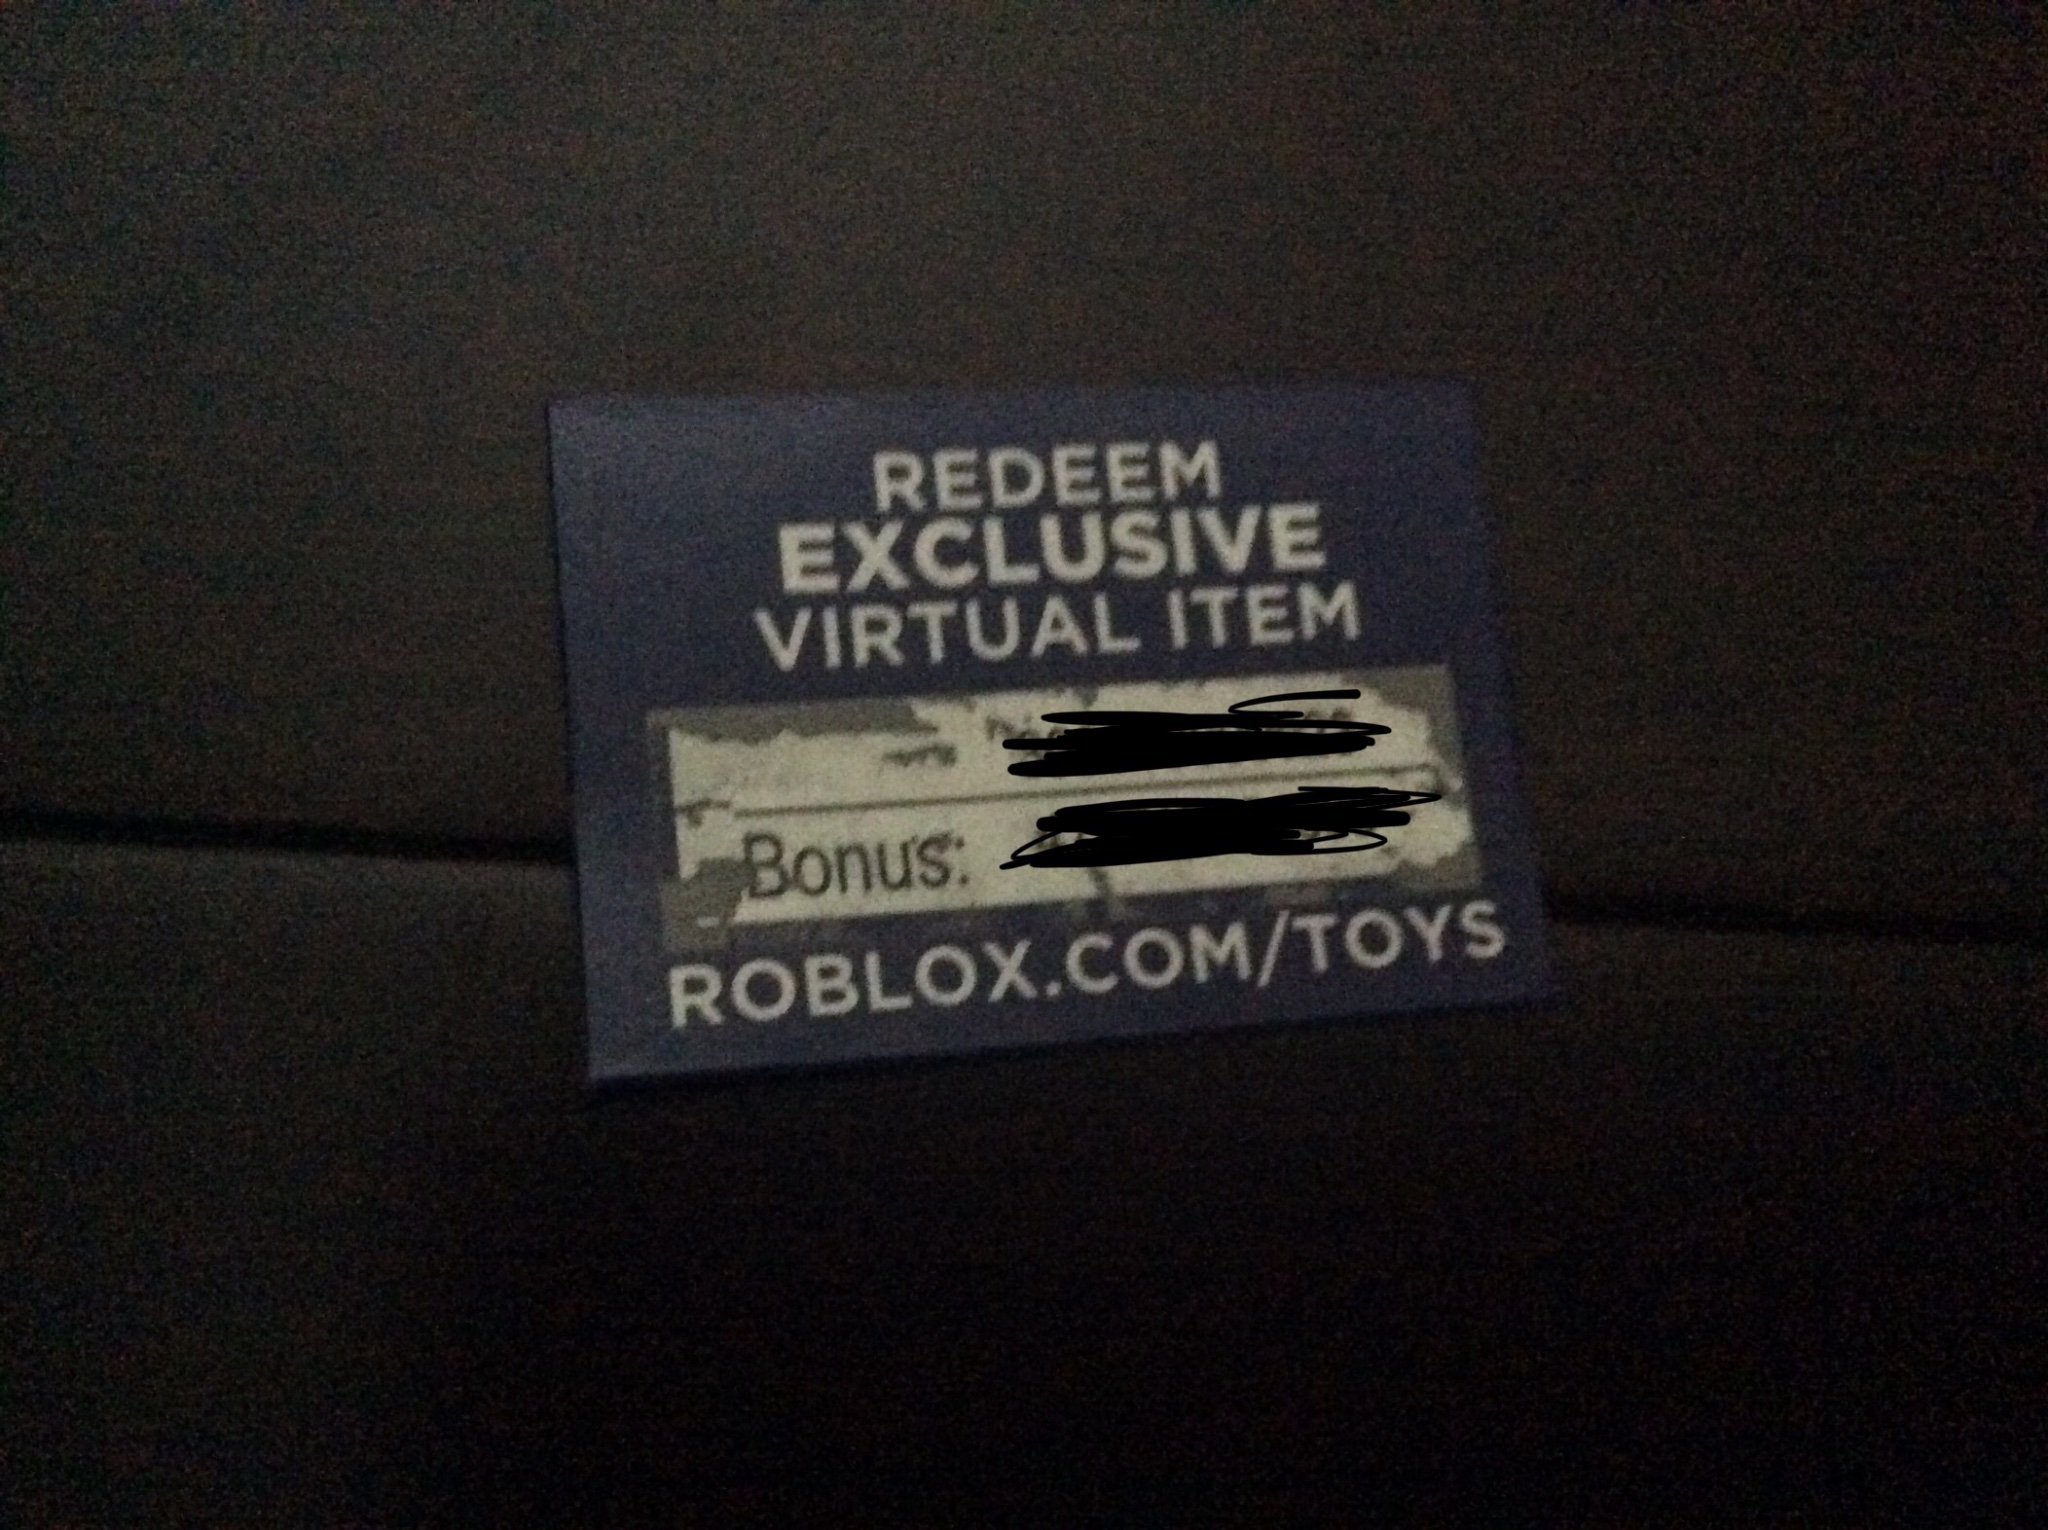 REDEEM
EXCLUSIVE
VIRTUAL ITEM
Bonus:
ROBLOX.COM/TOYS